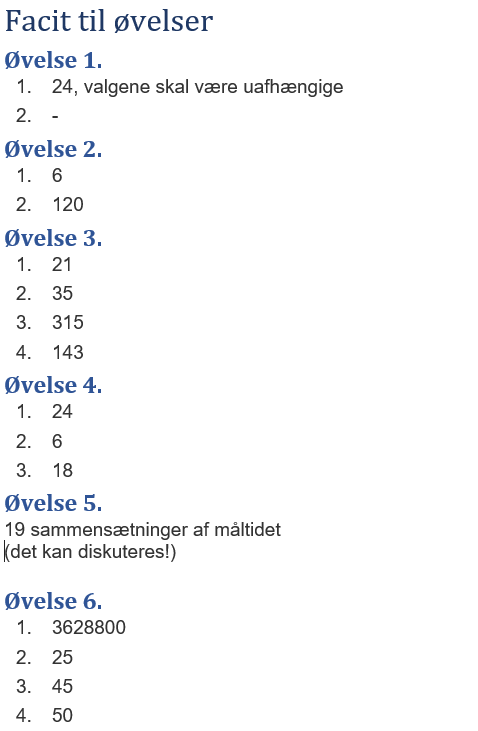 Facit til øvelser
Øvelse 1.
1. 24, valgene skal være uafhængige
2. -
Øvelse 2.
1. 6
2. 120
Øvelse 3.
1. 21
2. 35
3. 315
4. 143
Øvelse 4.
1. 24
2. 6
3. 18
Øvelse 5.
19 sammensætninger af måltidet
(det kan diskuteres!)
Øvelse 6.
1. 3628800
2. 25
3. 45
4. 50